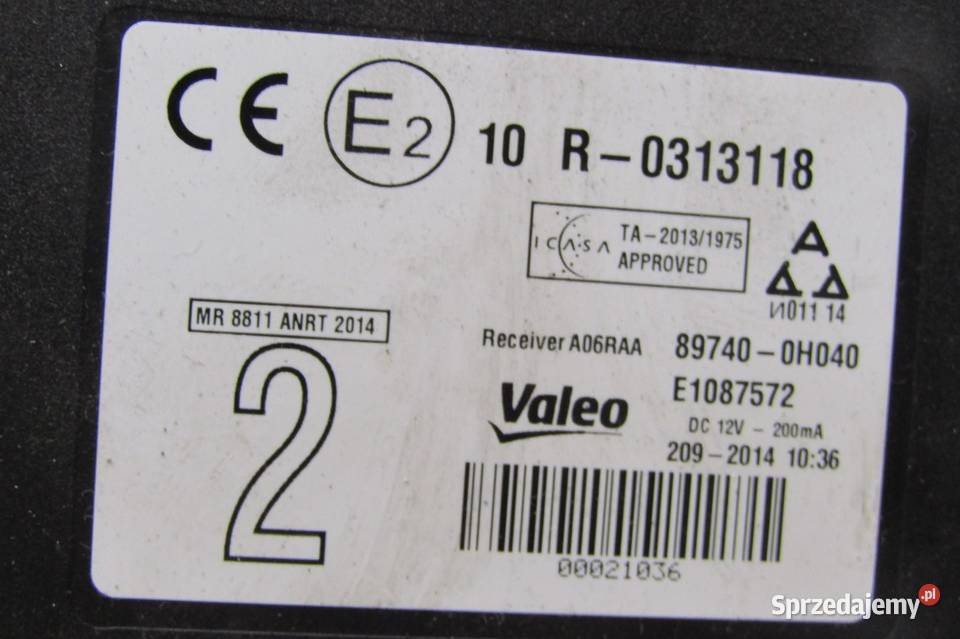 CE E2 10 R-0313118
ICASA TA-2013/1975
APPROVED
A
И011 14
MR 8811 ANRT 2014
2
Receiver A06RAA 89740-0H040
E1087572
Valeo
DC 12V - 200mA
209-2014 10:36
00021036
Sprzedajemy.pl